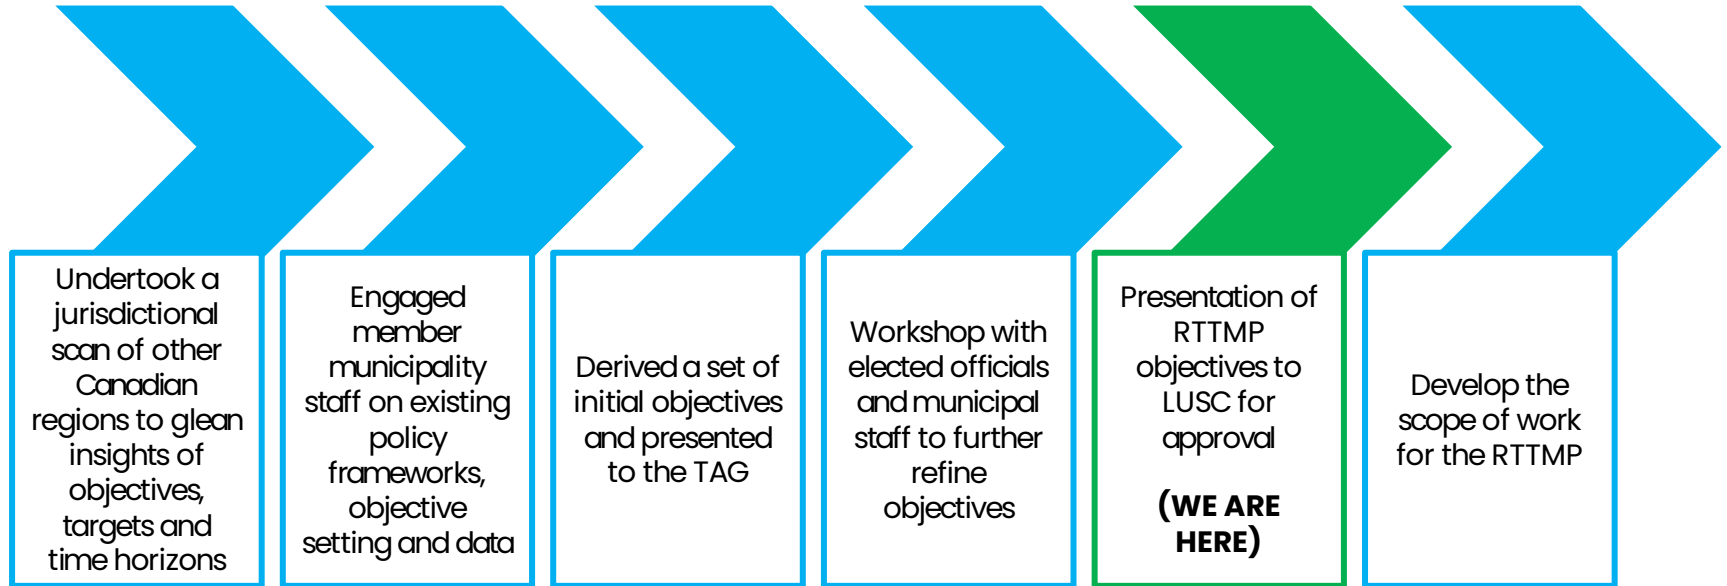 Undertook a
jurisdictional
scan of other
Canadian
regions to glean
insights of
objectives,
targets and
time horizons
Engaged
member
municipality
staff on existing
policy
frameworks,
objective
setting and data
Derived a set of
initial objectives
and presented
to the TAG
Workshop with
elected officials
and municipal
staff to further
refine
objectives
Presentation of
RTTMP
objectives to
LUSC for
approval
(WE ARE
HERE)
Develop the
scope of work
for the RTTMP